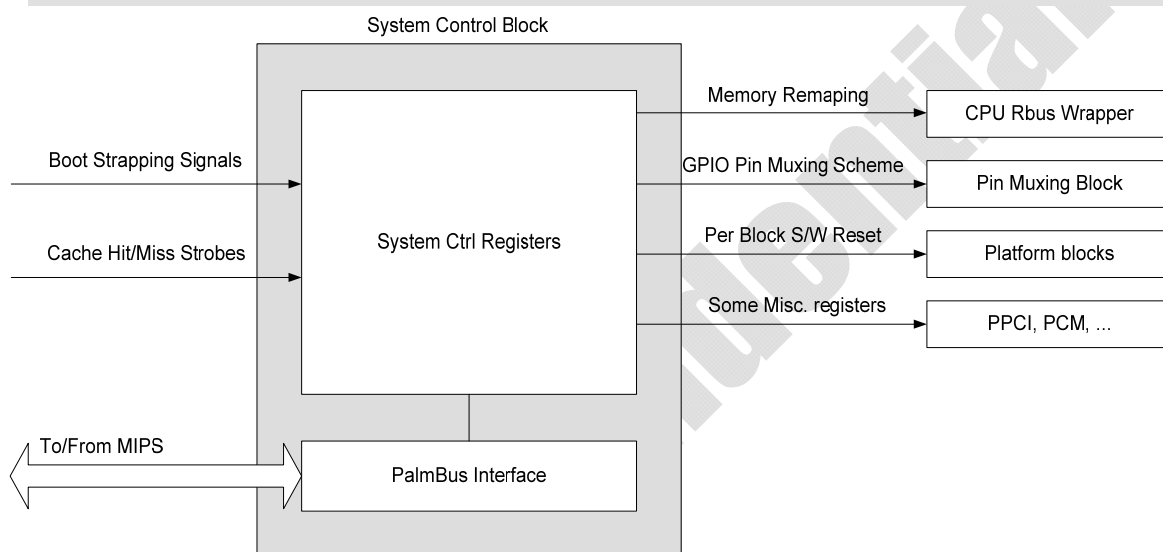 System Control Block
Memory Remaping
CPU Rbus Wrapper
Boot Strapping Signals
GPIO Pin Muxing Scheme
Pin Muxing Block
Cache Hit/Miss Strobes
System Ctrl Registers
Per Block S/W Reset
Platform blocks
Some Misc. registers
PPCI, PCM, ...
To/From MIPS
PalmBus Interface